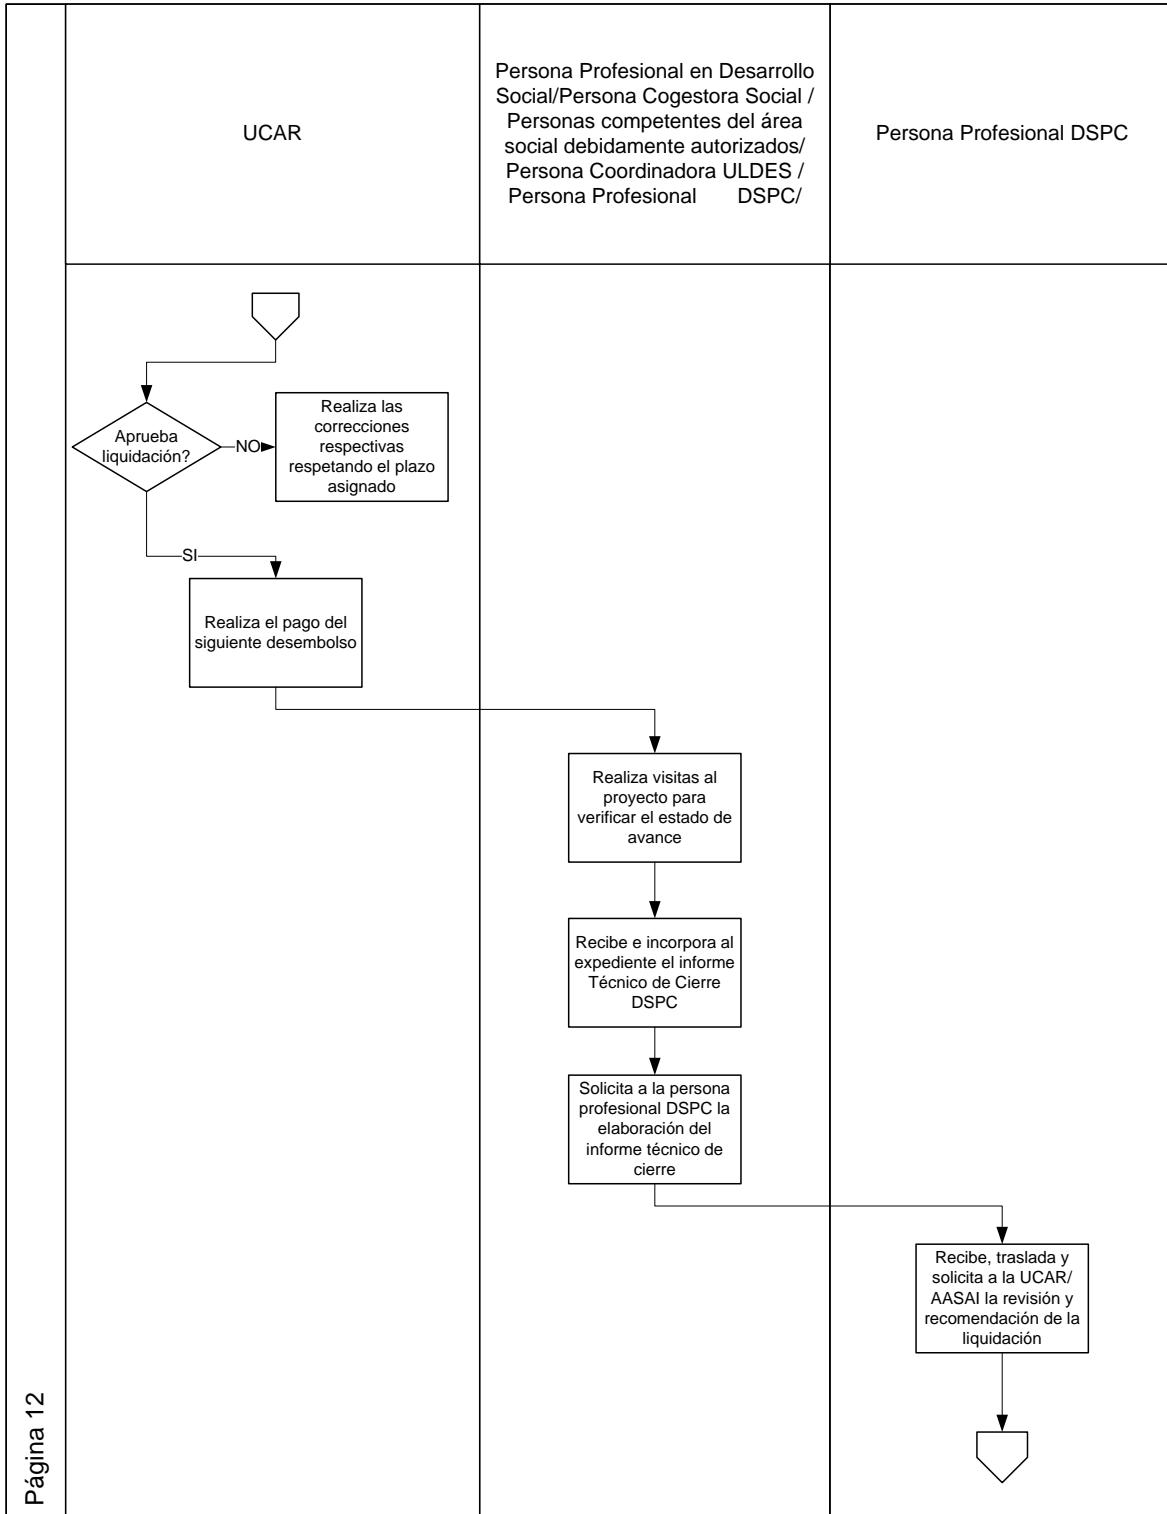 UCAR
Persona Profesional en Desarrollo
Social/Persona Cogestora Social /
Personas competentes del área
social debidamente autorizados/
Persona Coordinadora ULDES /
Persona Profesional DSPC/
Persona Profesional DSPC
Aprueba
liquidación?
NO
Realiza las
correcciones
respectivas
respetando el plazo
asignado
SI
Realiza el pago del
siguiente desembolso
Realiza visitas al
proyecto para
verificar el estado de
avance
Recibe e incorpora al
expediente el informe
Técnico de Cierre
DSPC
Solicita a la persona
profesional DSPC la
elaboración del
informe técnico de
cierre
Recibe, traslada y
solicita a la UCAR/
AASAI la revisión y
recomendación de la
liquidación
Página 12